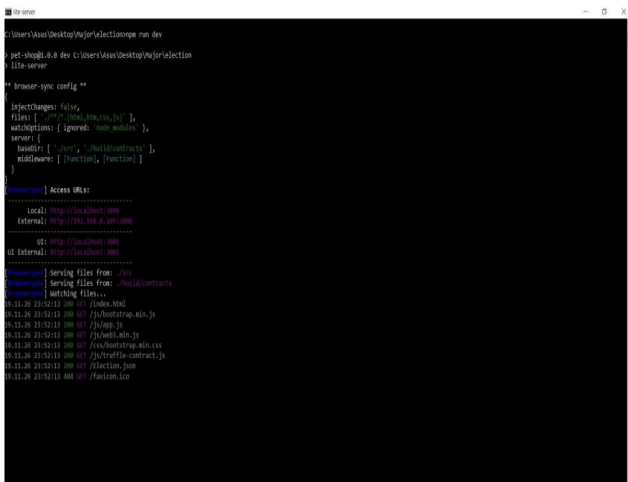 lite-server
C:\Users\Asus\Desktop\Major\election>npm run dev
> pet-shop@1.0.0 dev C:\Users\Asus\Desktop\Major\election
> lite-server
** browser-sync config **
{
injectChanges: false,
files: [ './**/*.{html,htm,css,js}' ],
watchOptions: { ignored: 'node_modules' },
server: {
baseDir: [ './src', './build/contracts' ],
middleware: [ [Function], [Function] ]
}
}
[Browsersync] Access URLs:
--------------------------------------
Local: http://localhost:3000
External:
--------------------------------------
UI: http://localhost:3001
UI External: http://localhost:3001
--------------------------------------
[Browsersync] Serving files from: ./src
[Browsersync] Serving files from: ./build/contracts
[Browsersync] Watching files...
19.11.26 23:52:13 200 GET /index.html
19.11.26 23:52:13 200 GET /js/bootstrap.min.js
19.11.26 23:52:13 200 GET /js/app.js
19.11.26 23:52:13 200 GET /js/web3.min.js
19.11.26 23:52:13 200 GET /css/bootstrap.min.css
19.11.26 23:52:13 200 GET /js/truffle-contract.js
19.11.26 23:52:13 200 GET /Election.json
19.11.26 23:52:13 404 GET /favicon.ico